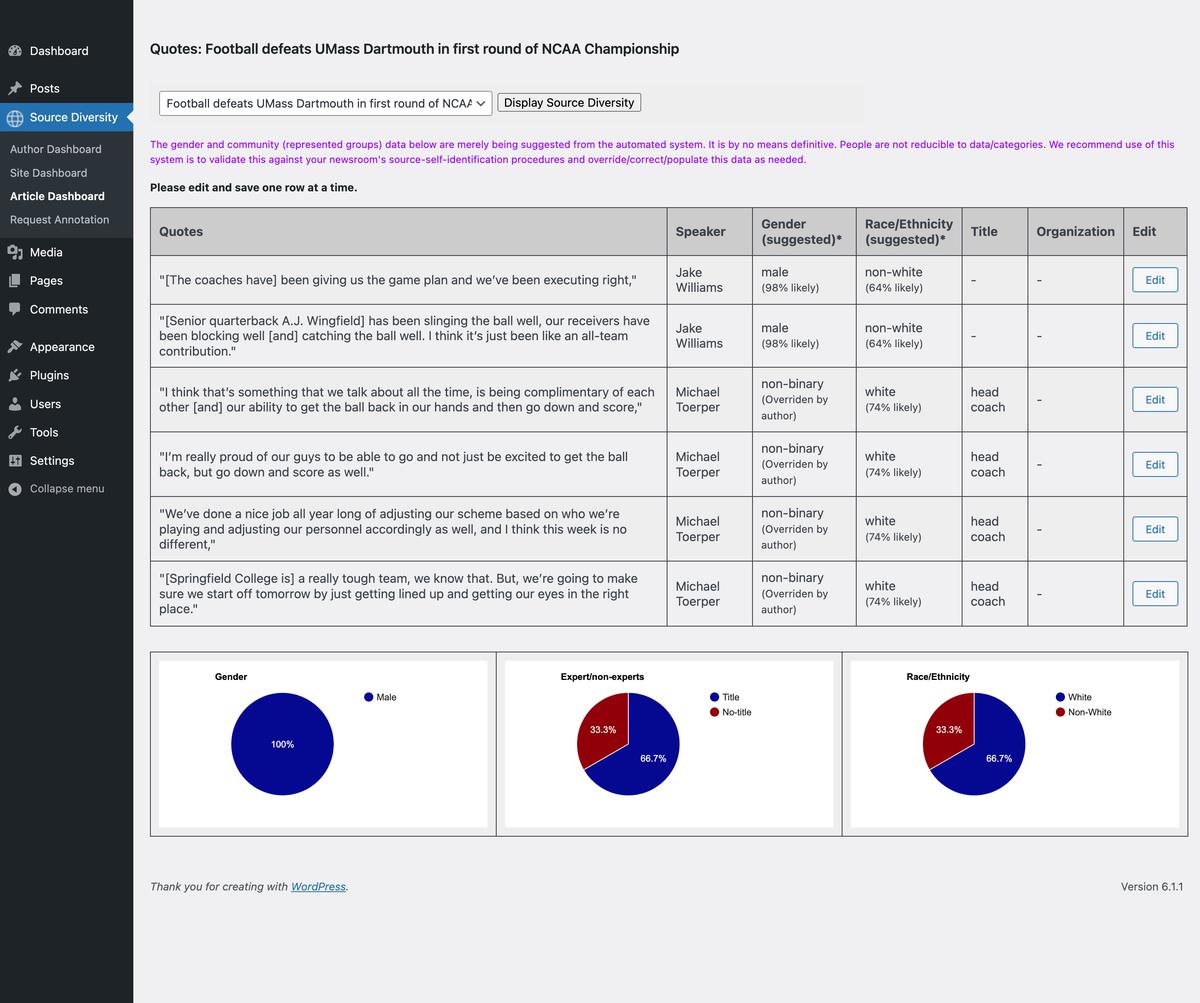 Dashboard
Posts
Source Diversity
Author Dashboard
Site Dashboard
Article Dashboard
Request Annotation
Media
Pages
Comments
Appearance
Plugins
Users
Tools
Settings
Collapse menu
Quotes: Football defeats UMass Dartmouth in first round of NCAA Championship
Football defeats UMass Dartmouth in first round of NCAA
Display Source Diversity
The gender and community (represented groups) data below are merely being suggested from the automated system. It is by no means definitive. People are not reducible to data/categories. We recommend use of this
system is to validate this against your newsroom's source-self-identification procedures and override/correct/populate this data as needed.
Please edit and save one row at a time.
Quotes
Speaker
Gender
(suggested)*
Race/Ethnicity
(suggested)*
Title
Organization
Edit
"[The coaches have] been giving us the game plan and we've been executing right,"
Jake
Williams
male
(98% likely)
non-white
(64% likely)
-
-
Edit
"[Senior quarterback A.J. Wingfield] has been slinging the ball well, our receivers have
been blocking well [and] catching the ball well. I think it's just been like an all-team
contribution."
Jake
Williams
male
(98% likely)
non-white
(64% likely)
-
-
Edit
"I think that's something that we talk about all the time, is being complimentary of each
other [and] our ability to get the ball back in our hands and then go down and score,"
Michael
Toerper
non-binary
(Overriden by
author)
white
(74% likely)
head
coach
-
Edit
"I'm really proud of our guys to be able to go and not just be excited to get the ball
back, but go down and score as well."
Michael
Toerper
non-binary
(Overriden by
author)
white
(74% likely)
head
coach
-
Edit
"We've done a nice job all year long of adjusting our scheme based on who we're
playing and adjusting our personnel accordingly as well, and I think this week is no
different,"
Michael
Toerper
non-binary
(Overriden by
author)
white
(74% likely)
head
coach
-
Edit
"[Springfield College is] a really tough team, we know that. But, we're going to make
sure we start off tomorrow by just getting lined up and getting our eyes in the right
place."
Michael
Toerper
non-binary
(Overriden by
author)
white
(74% likely)
head
coach
-
Edit
Gender
Male
100%
Expert/non-experts
Title
No-title
33.3%
66.7%
Race/Ethnicity
White
Non-White
33.3%
66.7%
Thank you for creating with WordPress.
Version 6.1.1